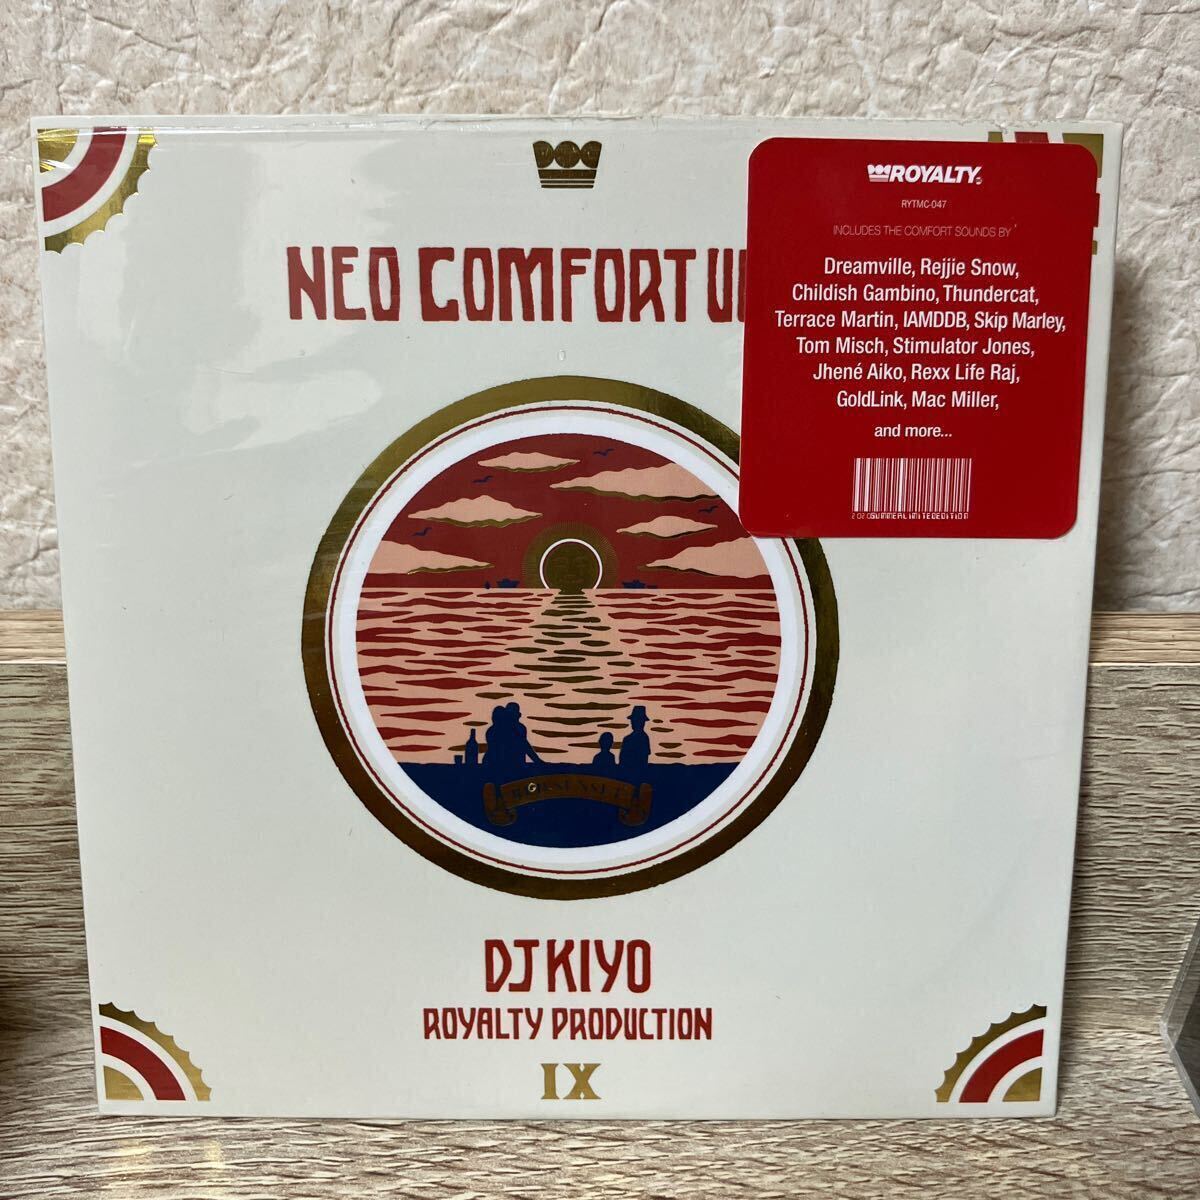 NEO COMFORT
ROYALTY
RYTMC-047
INCLUDES THE COMFORT SOUNDS BY
Dreamville, Rejjie Snow,
Childish Gambino, Thundercat,
Terrace Martin, IAMDDB, Skip Marley,
Tom Misch, Stimulator Jones,
Jhené Aiko, Rexx Life Raj,
GoldLink, Mac Miller,
and more...
2020SUMMERLIMITEDEDITION
DJ KIYO
ROYALTY PRODUCTION
IX